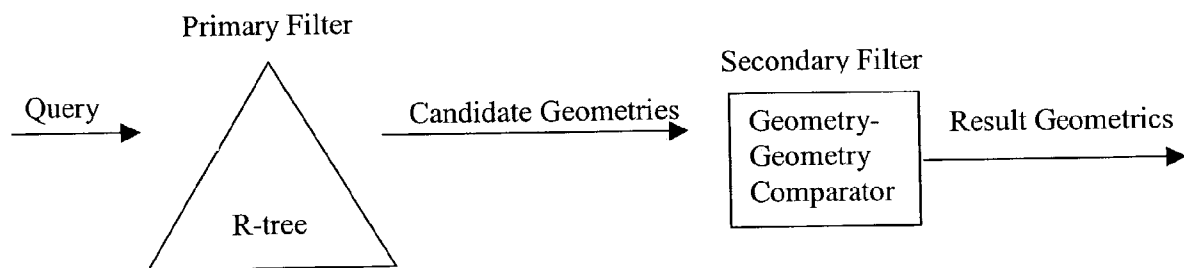 Primary Filter
Query
R-tree
Candidate Geometries
Secondary Filter
Geometry-
Geometry
Comparator
Result Geometrics